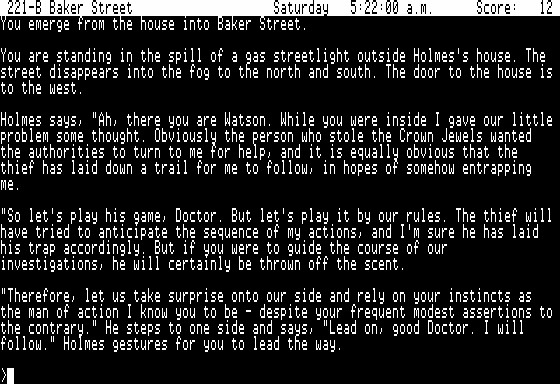 221-B Baker Street Saturday 5:22:00 a.m. Score: 12
You emerge from the house into Baker Street.
You are standing in the spill of a gas streetlight outside Holmes's house. The
street disappears into the fog to the north and south. The door to the house is
to the west.
Holmes says, "Ah, there you are Watson. While you were inside I gave our little
problem some thought. Obviously the person who stole the Crown Jewels wanted
the authorities to turn to me for help, and it is equally obvious that the
thief has laid down a trail for me to follow, in hopes of somehow entrapping
me.
"So let's play his game, Doctor. But let's play it by our rules. The thief will
have tried to anticipate the sequence of my actions, and I'm sure he has laid
his trap accordingly. But if you were to guide the course of our
investigations, he will certainly be thrown off the scent.
"Therefore, let us take surprise onto our side and rely on your instincts as
the man of action I know you to be - despite your frequent modest assertions to
the contrary." He steps to one side and says, "Lead on, good Doctor. I will
follow." Holmes gestures for you to lead the way.
>